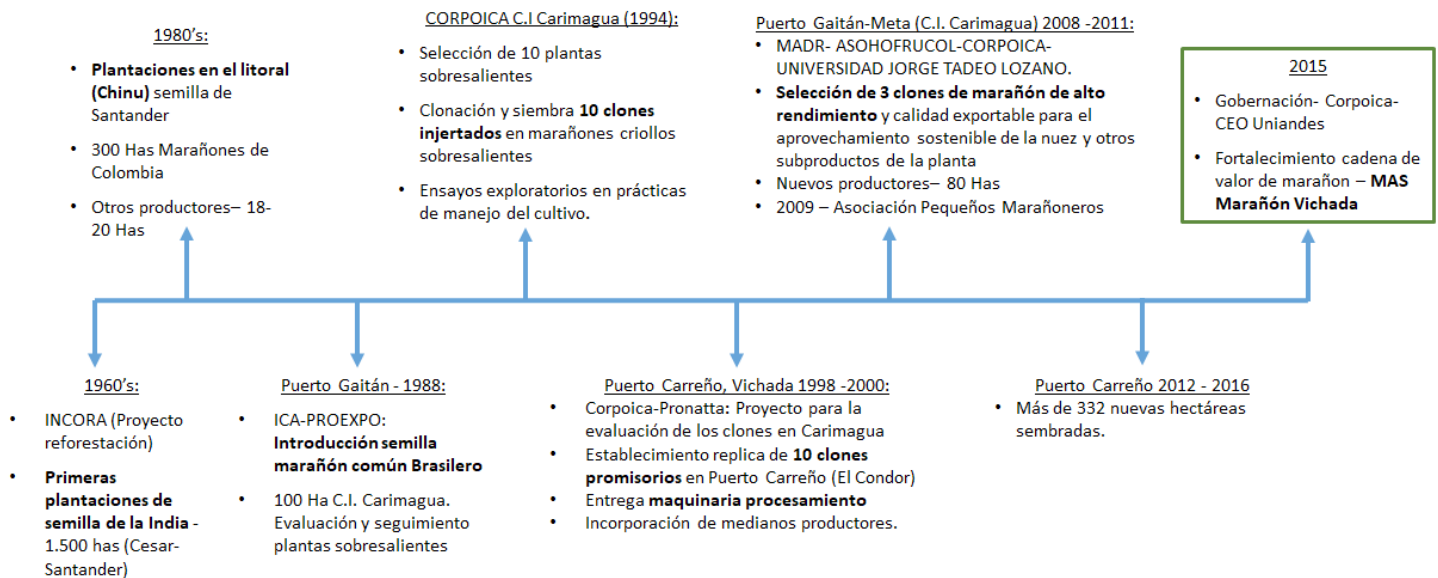 1980's:
• Plantaciones en el litoral
(Chinu) semilla de
Santander
• 300 Has Marañones de
Colombia
• Otros productores– 18-
20 Has
CORPOICA C.I Carimagua (1994):
• Selección de 10 plantas
sobresalientes
• Clonación y siembra 10 clones
injertados en marañones criollos
sobresalientes
• Ensayos exploratorios en prácticas
de manejo del cultivo.
Puerto Gaitán-Meta (C.I. Carimagua) 2008 -2011:
• MADR- ASOHOFRUCOL-CORPOICA-
UNIVERSIDAD JORGE TADEO LOZANO.
• Selección de 3 clones de marañón de alto
rendimiento y calidad exportable para el
aprovechamiento sostenible de la nuez y otros
subproductos de la planta
• Nuevos productores– 80 Has
• 2009 – Asociación Pequeños Marañoneros
2015
• Gobernación- Corpoica-
CEO Uniandes
• Fortalecimiento cadena de
valor de marañon – MAS
Marañón Vichada
1960's:
• INCORA (Proyecto
reforestación)
• Primeras
plantaciones de
semilla de la India -
1.500 has (Cesar-
Santander)
Puerto Gaitán - 1988:
• ICA-PROEXPO:
Introducción semilla
marañón común Brasilero
• 100 Ha C.I. Carimagua.
Evaluación y seguimiento
plantas sobresalientes
Puerto Carreño, Vichada 1998 -2000:
• Corpoica-Pronatta: Proyecto para la
evaluación de los clones en Carimagua
• Establecimiento replica de 10 clones
promisorios en Puerto Carreño (El Condor)
• Entrega maquinaria procesamiento
• Incorporación de medianos productores.
Puerto Carreño 2012 - 2016
• Más de 332 nuevas hectáreas
sembradas.